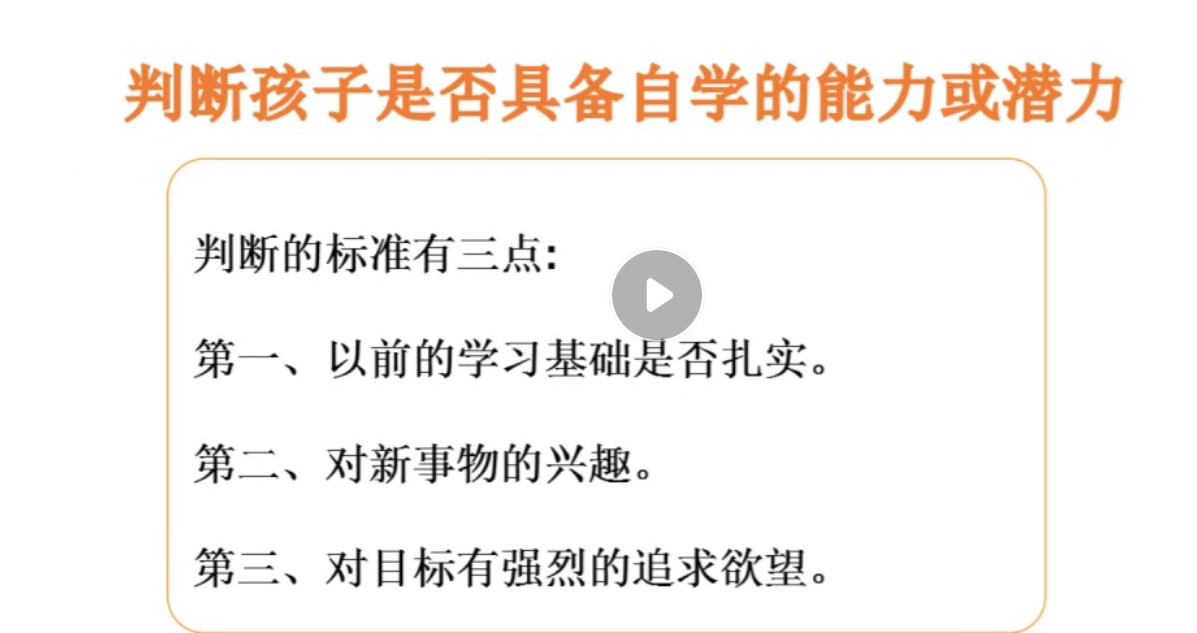 判断孩子是否具备自学的能力或潜力
判断的标准有三点:
第一、以前的学习基础是否扎实。
第二、对新事物的兴趣。
第三、对目标有强烈的追求欲望。